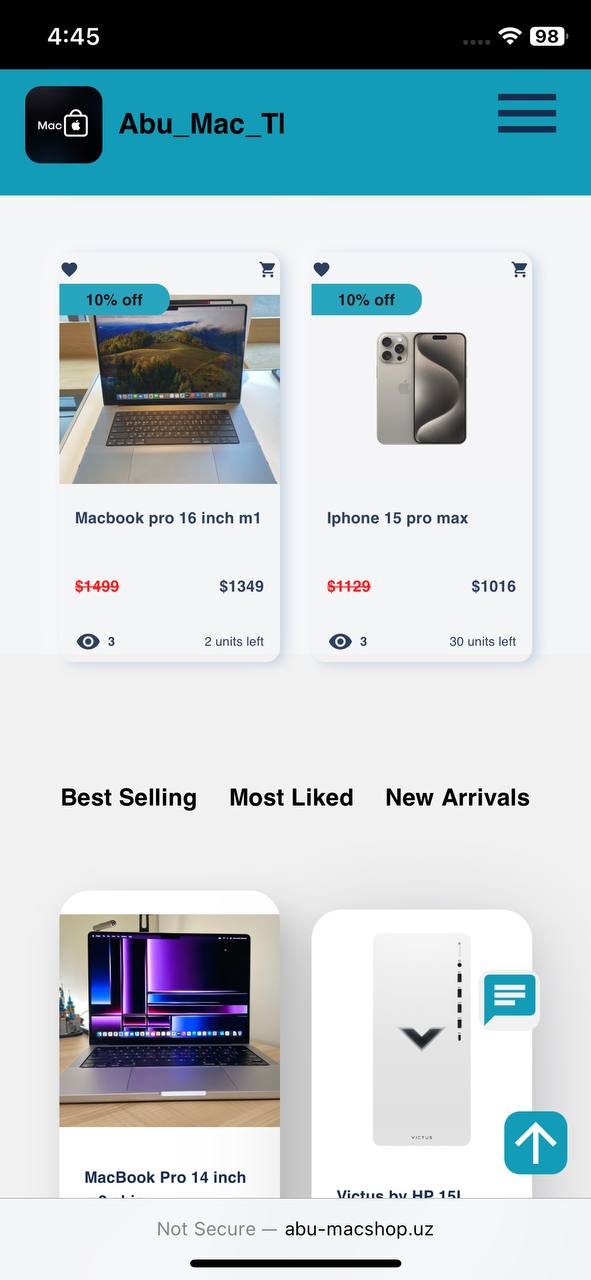 4:45
98
Mac
Abu_Mac_Tl
10% off
10% off
Macbook pro 16 inch m1
Iphone 15 pro max
$1499 $1349
$1129 $1016
3 2 units left
3 30 units left
Best Selling Most Liked New Arrivals
VICTUS
MacBook Pro 14 inch
Victus by HP 15L
Not Secure — abu-macshop.uz